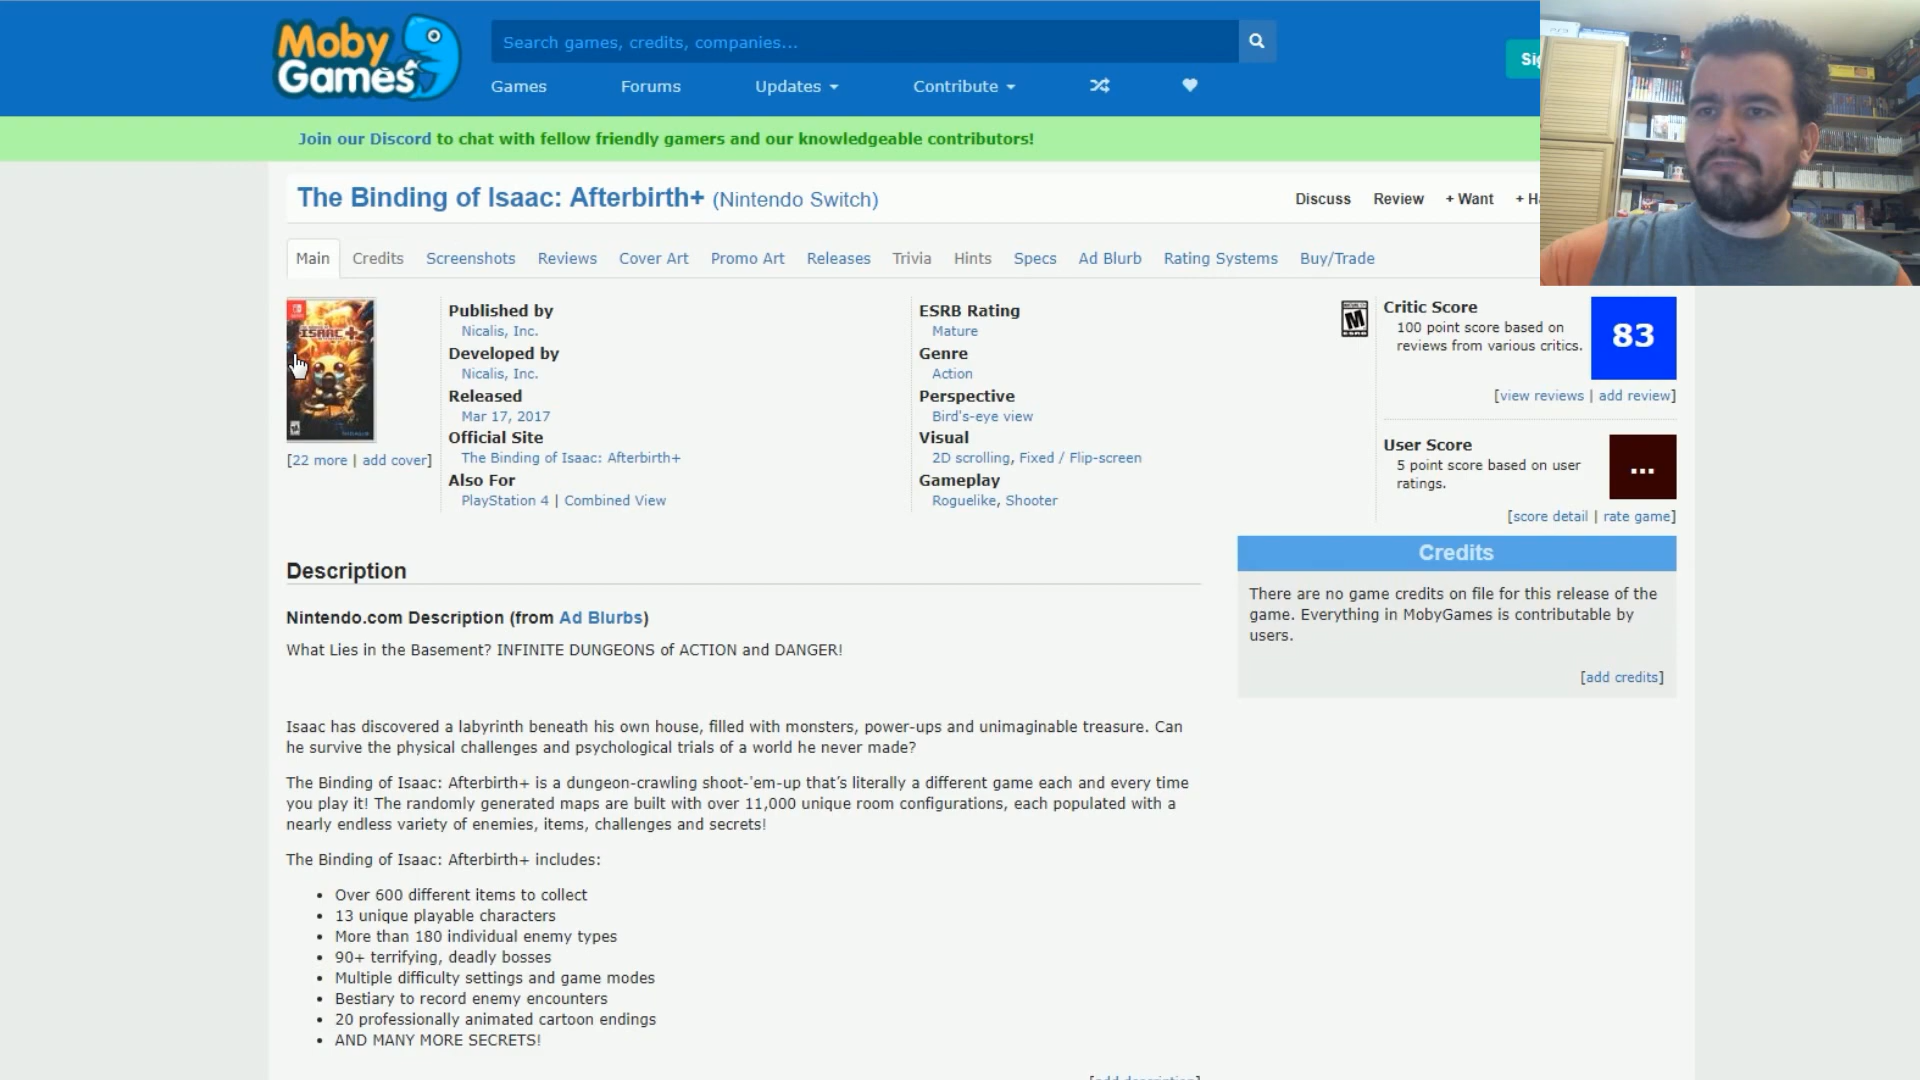 Moby
Games
Search games, credits, companies...
Games Forums Updates Contribute
Join our Discord to chat with fellow friendly gamers and our knowledgeable contributors!
The Binding of Isaac: Afterbirth+ (Nintendo Switch)
Discuss Review + Want
Main Credits Screenshots Reviews Cover Art Promo Art Releases Trivia Hints Specs Ad Blurb Rating Systems Buy/Trade
ISAAC +
[22 more | add cover]
Published by
Nicalis, Inc.
Developed by
Nicalis, Inc.
Released
Mar 17, 2017
Official Site
The Binding of Isaac: Afterbirth+
Also For
PlayStation 4 | Combined View
ESRB Rating
Mature
Genre
Action
Perspective
Bird's-eye view
Visual
2D scrolling, Fixed / Flip-screen
Gameplay
Roguelike, Shooter
M
Critic Score
100 point score based on
reviews from various critics.
83
[view reviews | add review]
User Score
5 point score based on user
ratings.
...
[score detail | rate game]
Description
Nintendo.com Description (from Ad Blurbs)
What Lies in the Basement? INFINITE DUNGEONS of ACTION and DANGER!
Isaac has discovered a labyrinth beneath his own house, filled with monsters, power-ups and unimaginable treasure. Can
he survive the physical challenges and psychological trials of a world he never made?
The Binding of Isaac: Afterbirth+ is a dungeon-crawling shoot-'em-up that's literally a different game each and every time
you play it! The randomly generated maps are built with over 11,000 unique room configurations, each populated with a
nearly endless variety of enemies, items, challenges and secrets!
The Binding of Isaac: Afterbirth+ includes:
• Over 600 different items to collect
• 13 unique playable characters
• More than 180 individual enemy types
• 90+ terrifying, deadly bosses
• Multiple difficulty settings and game modes
• Bestiary to record enemy encounters
• 20 professionally animated cartoon endings
• AND MANY MORE SECRETS!
Credits
There are no game credits on file for this release of the
game. Everything in MobyGames is contributable by
users.
[add credits]